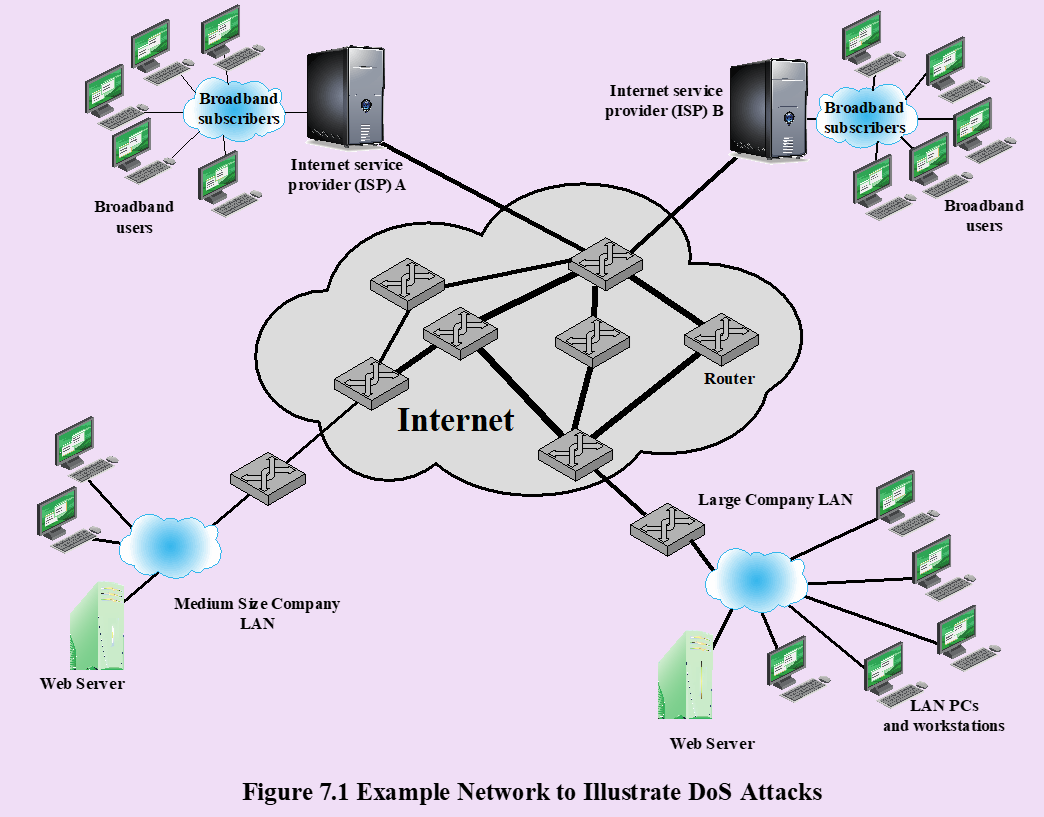 Broadband
subscribers
Internet service
provider (ISP) A
Broadband
users
Internet service
provider (ISP) B
Broadband
subscribers
Broadband
users
Router
Internet
Large Company LAN
Medium Size Company
LAN
Web Server
LAN PCs
and workstations
Web Server
Figure 7.1 Example Network to Illustrate DoS Attacks